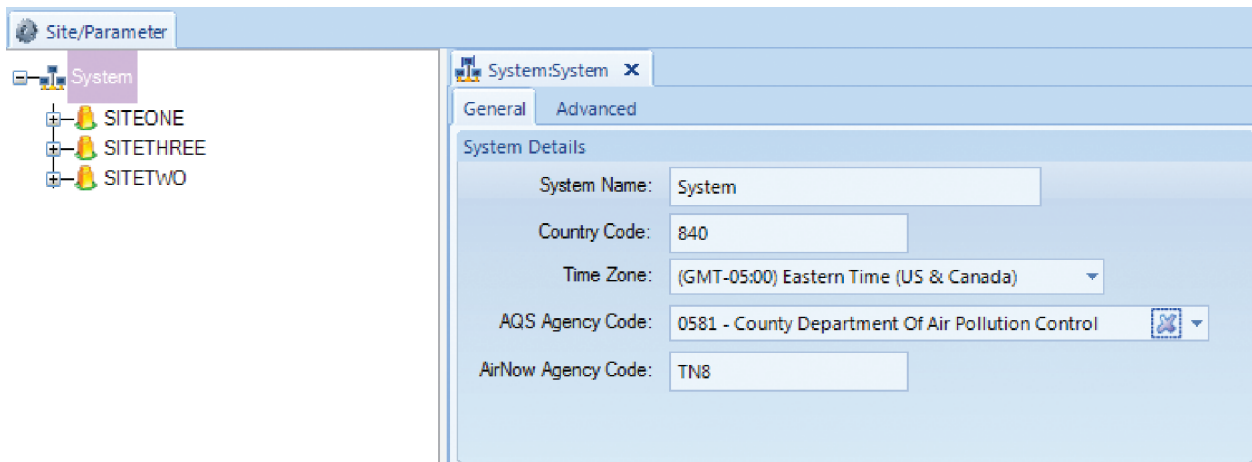 Site/Parameter
System
SITEONE
SITETHREE
SITETWO
System:System
General Advanced
System Details
System Name: System
Country Code: 840
Time Zone: (GMT-05:00) Eastern Time (US & Canada)
AQS Agency Code: 0581 - County Department Of Air Pollution Control
AirNow Agency Code: TN8